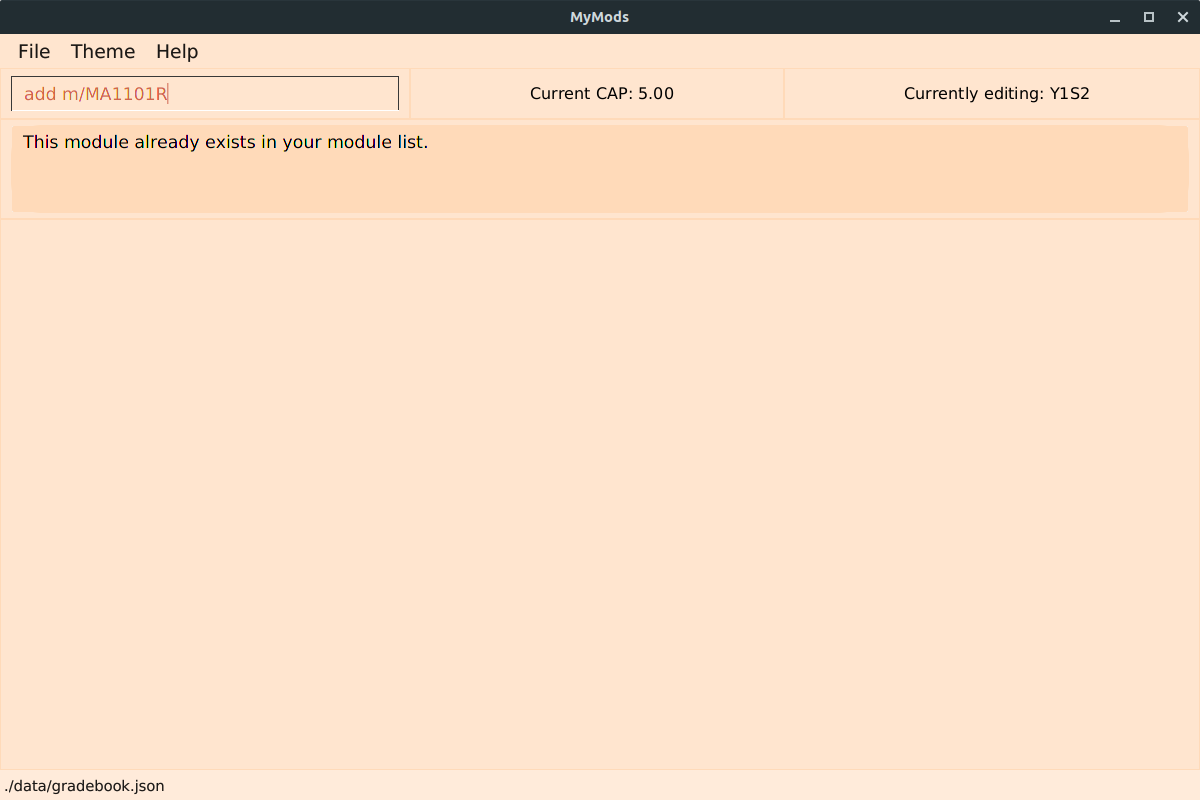 MyMods
File Theme Help
add m/MA1101R
Current CAP: 5.00
Currently editing: Y1S2
This module already exists in your module list.
./data/gradebook.json